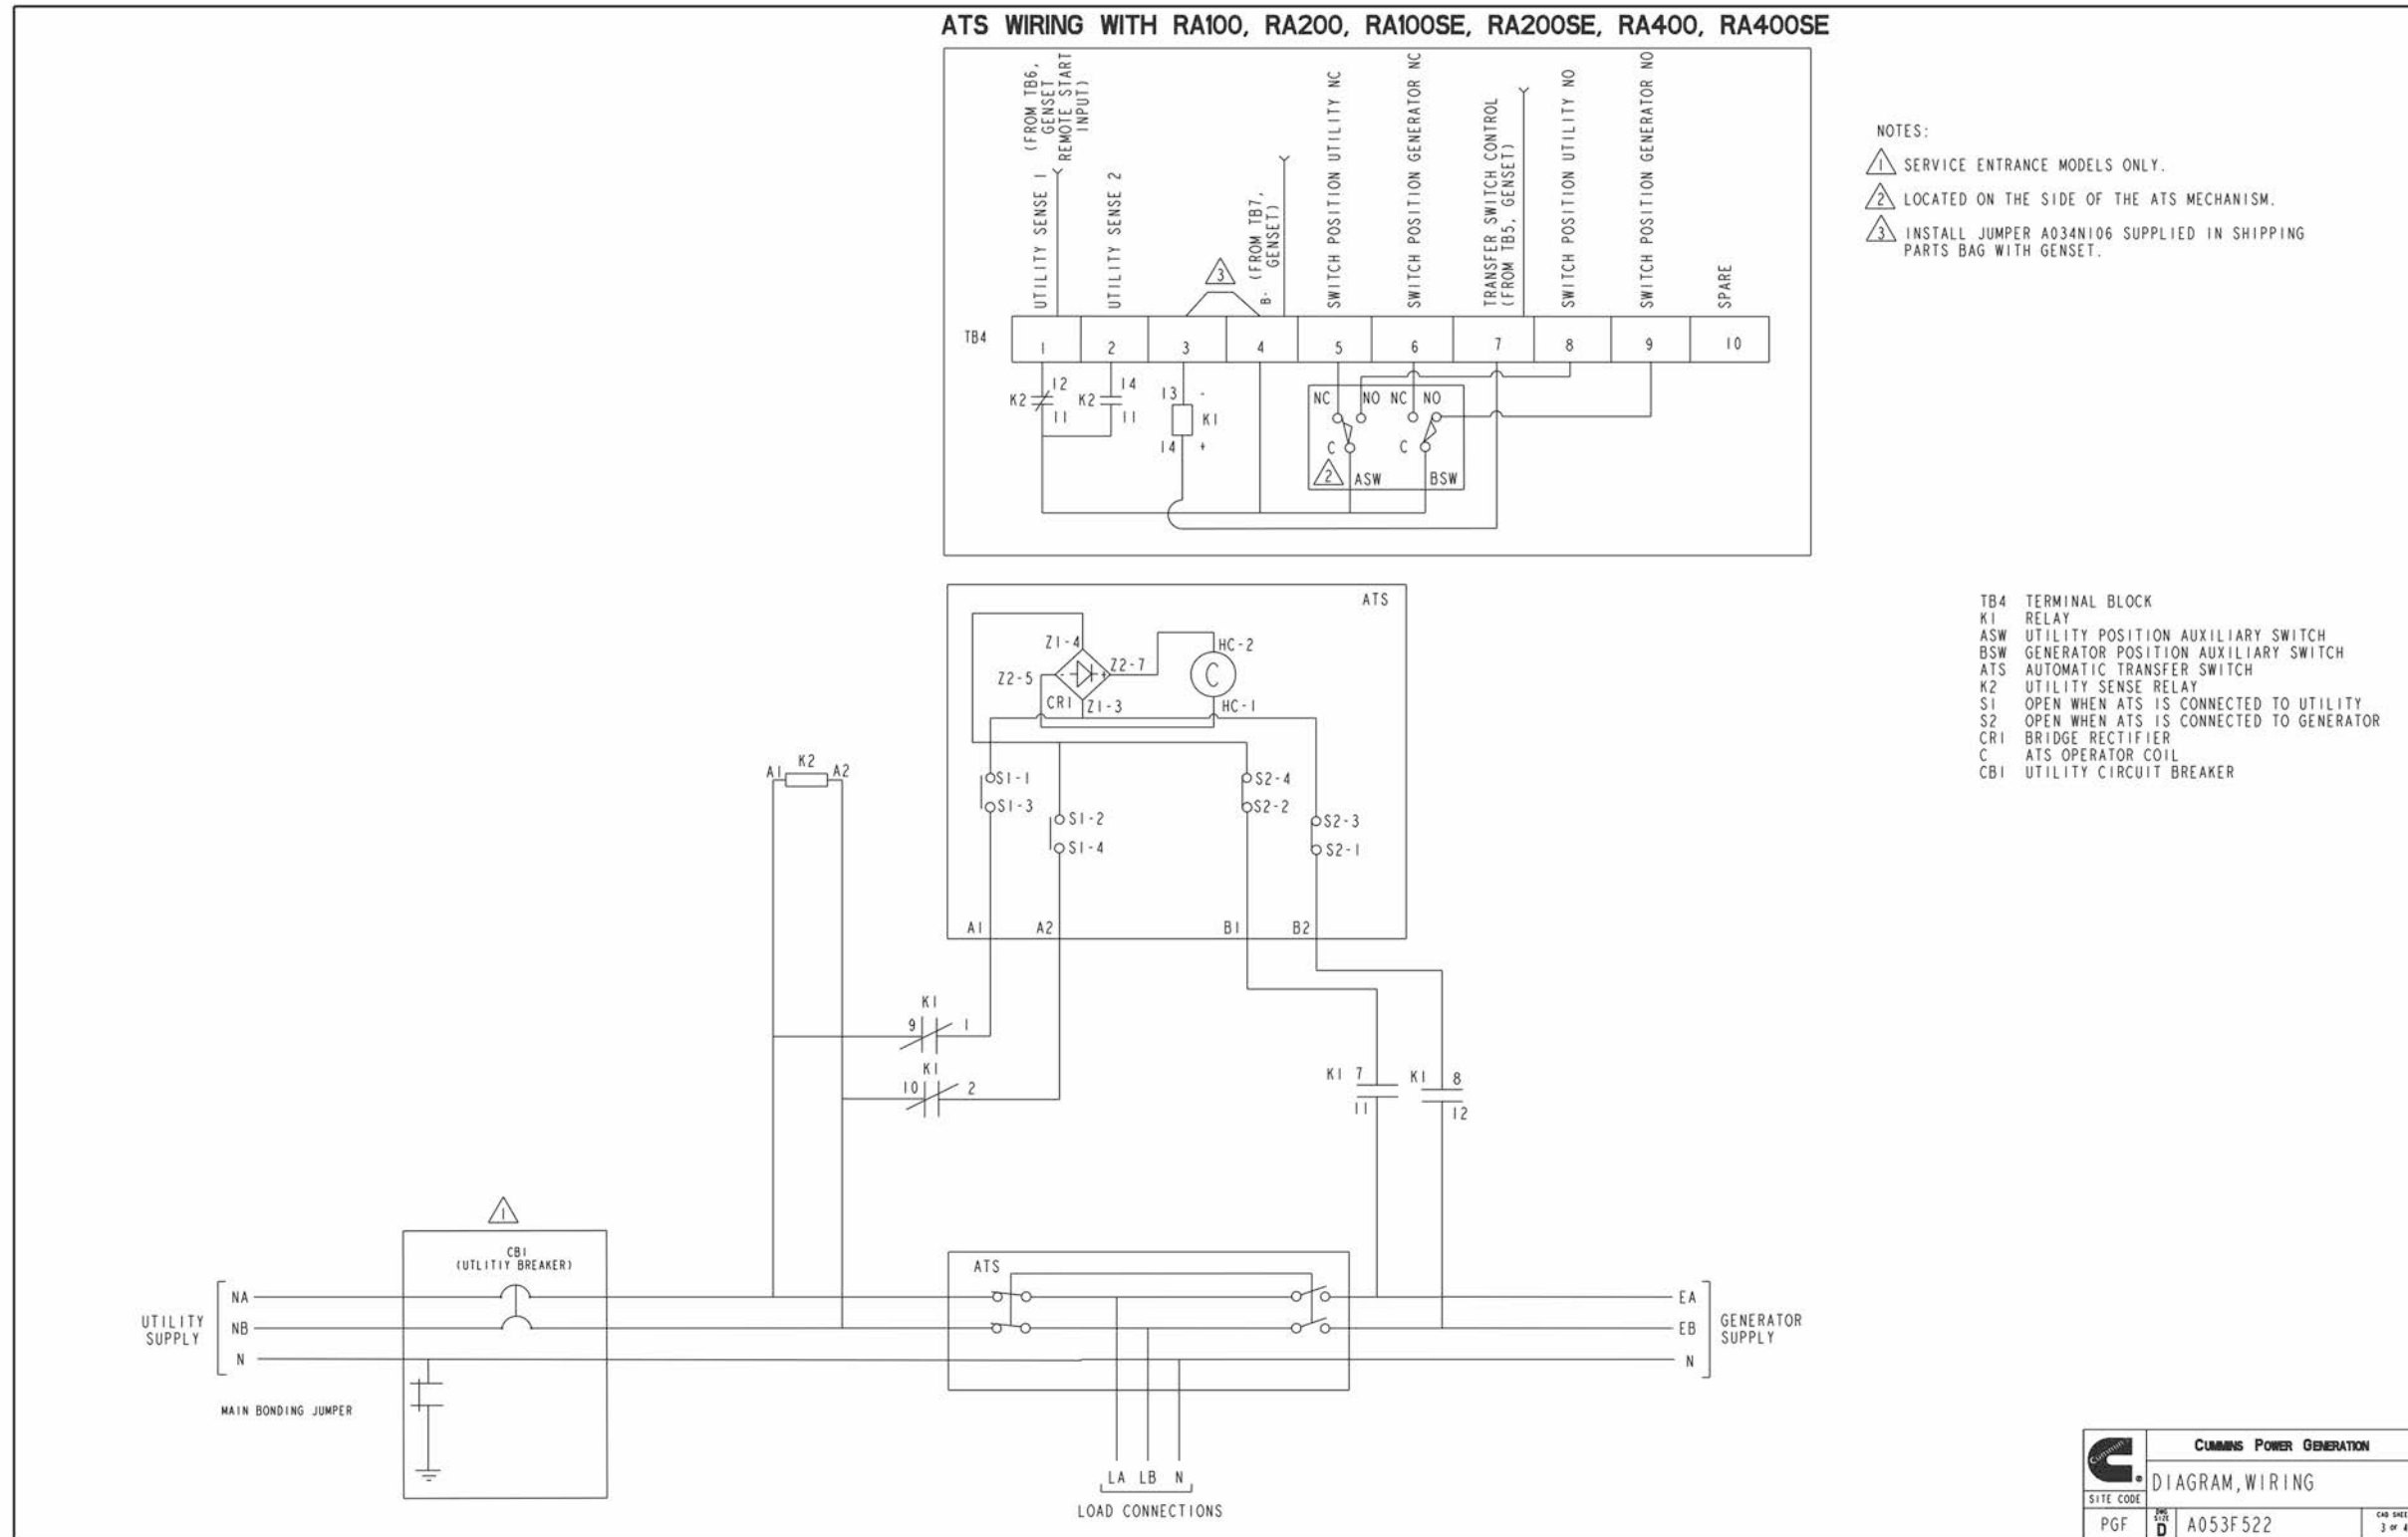 ATS WIRING WITH RA100, RA200, RA100SE, RA200SE, RA400, RA400SE
UTILITY SENSE 1
(FROM TB6,
GENSET
REMOTE START
INPUT)
UTILITY SENSE 2
3
B-
(FROM TB7,
GENSET)
SWITCH POSITION UTILITY NC
SWITCH POSITION GENERATOR NC
TRANSFER SWITCH CONTROL
(FROM TB5, GENSET)
SWITCH POSITION UTILITY NO
SWITCH POSITION GENERATOR NO
SPARE
TB4 1 2 3 4 5 6 7 8 9 10
K2 12 11
K2 14 11
13 - K1 14 +
NC NO NC NO
C C
2 ASW BSW
NOTES:
1 SERVICE ENTRANCE MODELS ONLY.
2 LOCATED ON THE SIDE OF THE ATS MECHANISM.
3 INSTALL JUMPER A034N106 SUPPLIED IN SHIPPING
PARTS BAG WITH GENSET.
TB4 TERMINAL BLOCK
K1 RELAY
ASW UTILITY POSITION AUXILIARY SWITCH
BSW GENERATOR POSITION AUXILIARY SWITCH
ATS AUTOMATIC TRANSFER SWITCH
K2 UTILITY SENSE RELAY
S1 OPEN WHEN ATS IS CONNECTED TO UTILITY
S2 OPEN WHEN ATS IS CONNECTED TO GENERATOR
CR1 BRIDGE RECTIFIER
C ATS OPERATOR COIL
CB1 UTILITY CIRCUIT BREAKER
ATS
Z1-4
HC-2
Z2-5 - + Z2-7
C
CR1 Z1-3
HC-1
A1 K2 A2
S1-1
S1-3
S1-2
S1-4
S2-4
S2-2
S2-3
S2-1
A1 A2 B1 B2
K1
9 1
K1
10 2
K1 7
11
K1 8
12
1
CB1
(UTLITIY BREAKER)
ATS
UTILITY
SUPPLY
NA
NB
N
EA
EB
N
GENERATOR
SUPPLY
MAIN BONDING JUMPER
LA LB N
LOAD CONNECTIONS
Cummins
CUMMINS POWER GENERATION
DIAGRAM,WIRING
SITE CODE
PGF
DWG
SIZE
D
A053F522
3 OF